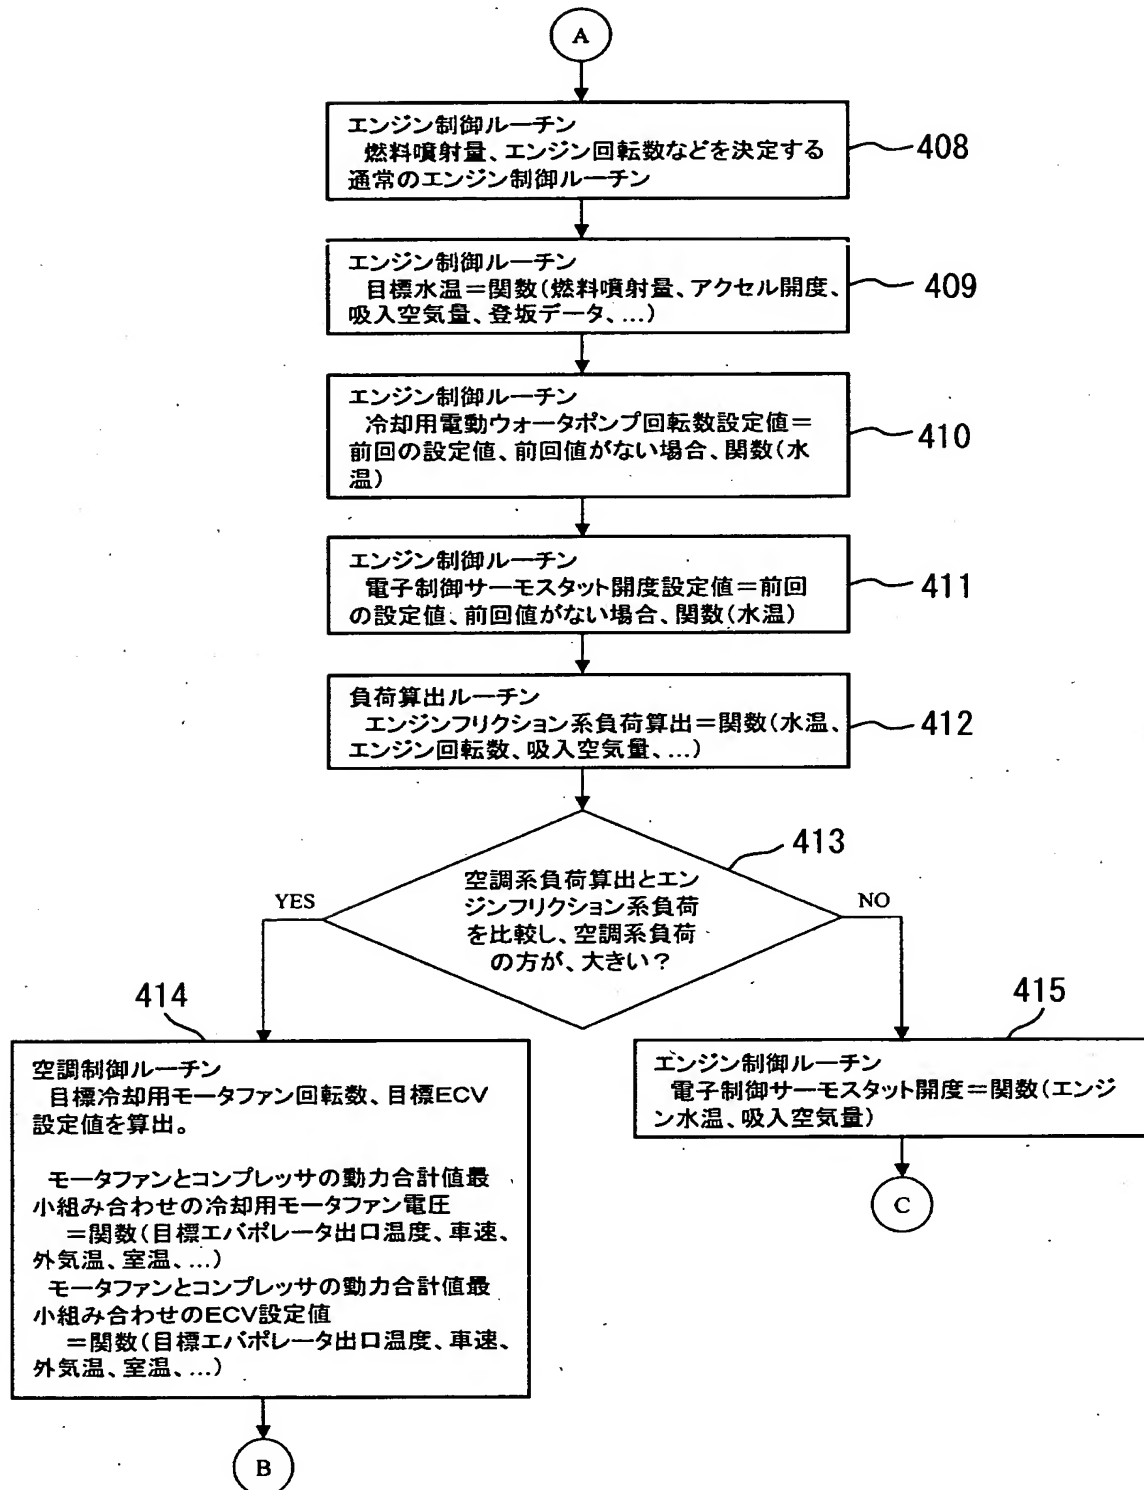 A
エンジン制御ルーチン
燃料噴射量、エンジン回転数などを決定する
通常のエンジン制御ルーチン
408
エンジン制御ルーチン
目標水温=関数(燃料噴射量、アクセル開度、
吸入空気量、登坂データ、...)
409
エンジン制御ルーチン
冷却用電動ウォータポンプ回転数設定値=
前回の設定値、前回値がない場合、関数(水
温)
410
エンジン制御ルーチン
電子制御サーモスタット開度設定値=前回
の設定値、前回値がない場合、関数(水温)
411
負荷算出ルーチン
エンジンフリクション系負荷算出=関数(水温、
エンジン回転数、吸入空気量、...)
412
413
空調系負荷算出とエン
ジンフリクション系負荷
を比較し、空調系負荷
の方が、大きい?
YES
NO
414
空調制御ルーチン
目標冷却用モータファン回転数、目標ECV
設定値を算出。
モータファンとコンプレッサの動力合計値最
小組み合わせの冷却用モータファン電圧
=関数(目標エバポレータ出口温度、車速、
外気温、室温、...)
モータファンとコンプレッサの動力合計値最
小組み合わせのECV設定値
=関数(目標エバポレータ出口温度、車速、
外気温、室温、...)
B
415
エンジン制御ルーチン
電子制御サーモスタット開度=関数(エンジ
ン水温、吸入空気量)
C